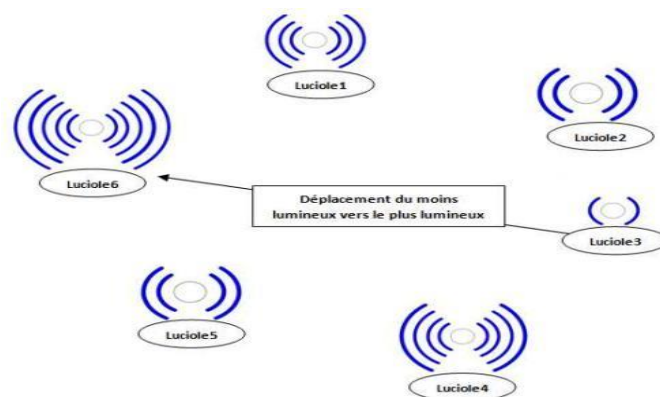 Luciole1
Luciole2
Luciole6
Déplacement du moins
lumineux vers le plus lumineux
Luciole3
Luciole5
Luciole4